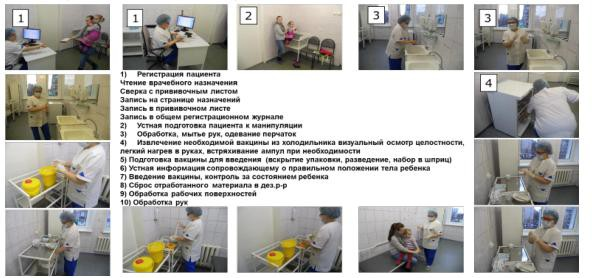 1
1
2
3
3
4
1) Регистрация пациента
Чтение врачебного назначения
Сверка с прививочным листом
Запись на странице назначений
Запись в прививочном листе
Запись в общем регистрационном журнале
2) Устная подготовка пациента к манипуляции
3) Обработка, мытье рук, одевание перчаток
4) Извлечение необходимой вакцины из холодильника визуальный осмотр целостности,
легкий нагрев в руках, встряхивание ампул при необходимости
5) Подготовка вакцины для введения (вскрытие упаковки, разведение, набор в шприц)
6) Устная информация сопровождающему о правильном положении тела ребенка
7) Введение вакцины, контроль за состоянием ребенка
8) Сброс отработанного материала в дез.р-р
9) Обработка рабочих поверхностей
10) Обработка рук